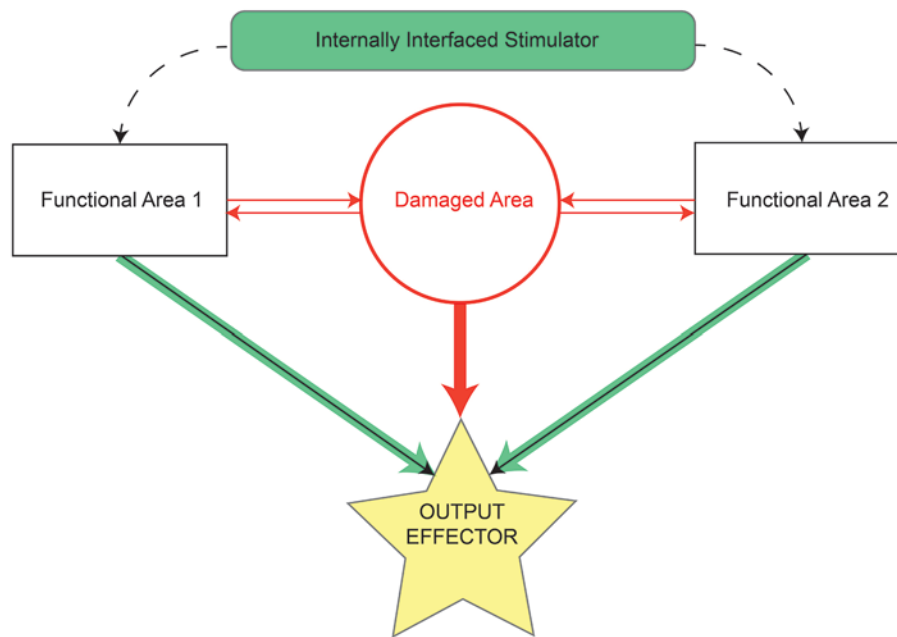 Internally Interfaced Stimulator
Functional Area 1
Damaged Area
Functional Area 2
OUTPUT
EFFECTOR